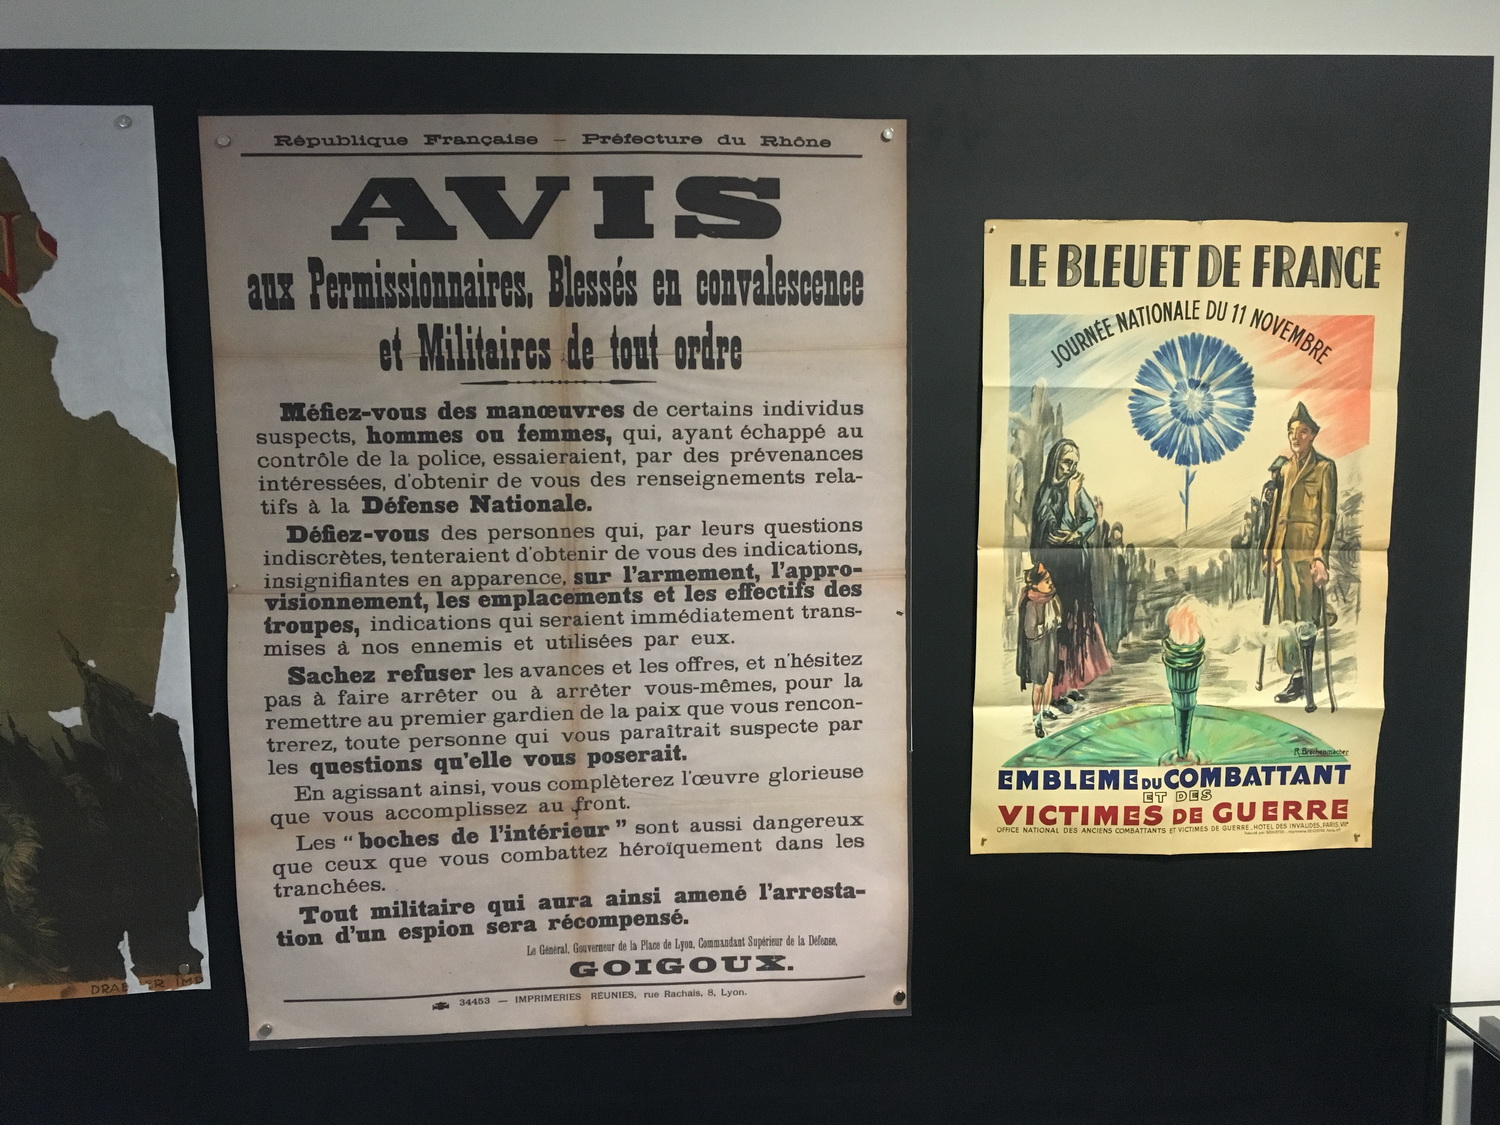 République Française — Préfecture du Rhône
AVIS
aux Permissionnaires, Blessés en convalescence
et Militaires de tout ordre
Méfiez-vous des manœuvres de certains individus
suspects, hommes ou femmes, qui, ayant échappé au
contrôle de la police, essaieraient, par des prévenances
intéressées, d'obtenir de vous des renseignements rela-
tifs à la Défense Nationale.
Défiez-vous des personnes qui, par leurs questions
indiscrètes, tenteraient d'obtenir de vous des indications,
insignifiantes en apparence, sur l'armement, l'appro-
visionnement, les emplacements et les effectifs des
troupes, indications qui seraient immédiatement trans-
mises à nos ennemis et utilisées par eux.
Sachez refuser les avances et les offres, et n'hésitez
pas à faire arrêter ou à arrêter vous-mêmes, pour la
remettre au premier gardien de la paix que vous rencon-
trerez, toute personne qui vous paraîtrait suspecte par
les questions qu'elle vous poserait.
En agissant ainsi, vous complèterez l'œuvre glorieuse
que vous accomplissez au front.
Les "boches de l'intérieur" sont aussi dangereux
que ceux que vous combattez héroïquement dans les
tranchées.
Tout militaire qui aura ainsi amené l'arresta-
tion d'un espion sera récompensé.
Le Général, Gouverneur de la Place de Lyon, Commandant Supérieur de la Défense,
GOIGOUX.
34453 — IMPRIMERIES RÉUNIES, rue Rachais, 8, Lyon.
LE BLEUET DE FRANCE
JOURNÉE NATIONALE DU 11 NOVEMBRE
R. Brachenmacher
EMBLEME DU COMBATTANT
ET DES
VICTIMES DE GUERRE
OFFICE NATIONAL DES ANCIENS COMBATTANTS ET VICTIMES DE GUERRE. HOTEL DES INVALIDES, PARIS, VII°